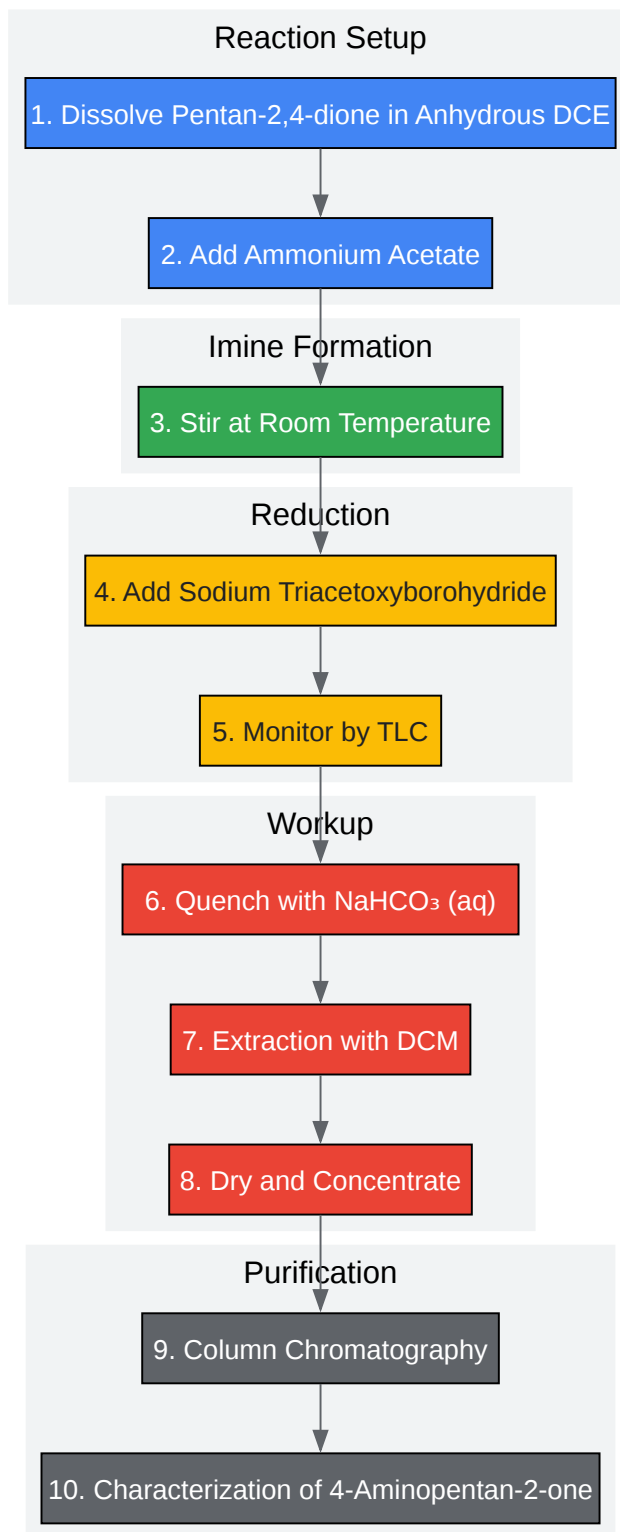 Reaction Setup
1. Dissolve Pentan-2,4-dione in Anhydrous DCE
2. Add Ammonium Acetate
Imine Formation
3. Stir at Room Temperature
Reduction
4. Add Sodium Triacetoxyborohydride
5. Monitor by TLC
Workup
6. Quench with NaHCO₃ (aq)
7. Extraction with DCM
8. Dry and Concentrate
Purification
9. Column Chromatography
10. Characterization of 4-Aminopentan-2-one